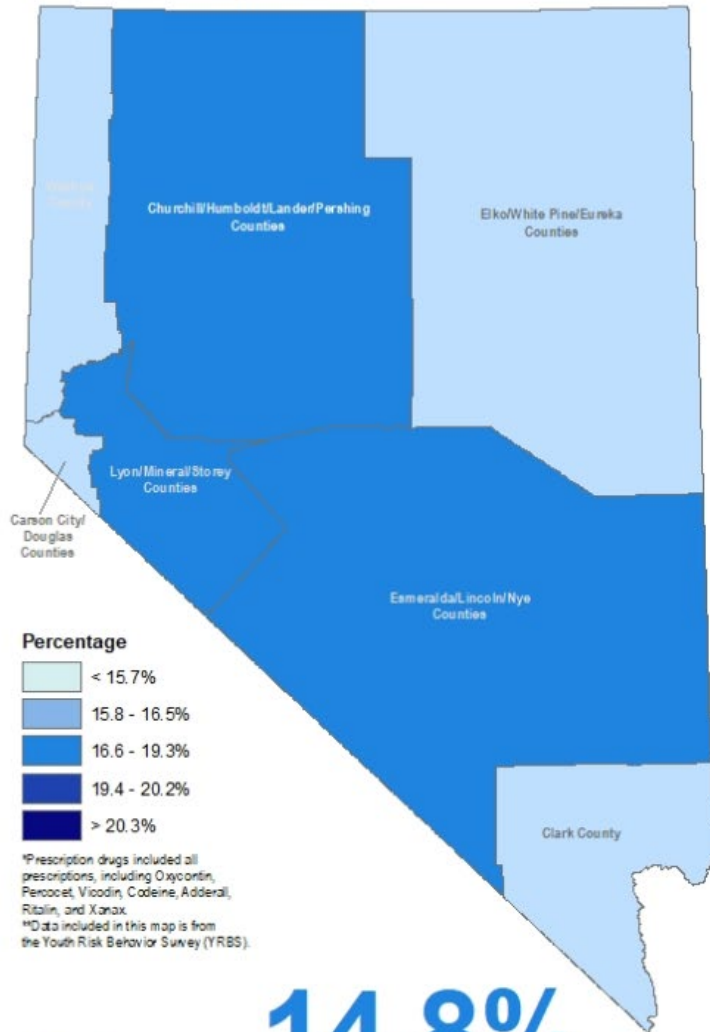 Churchill/Humboldt/Lander/Pershing
Counties
Elko/White Pine/Eureka
Counties
Lyon/Mineral/Storey
Counties
Carson City/
Douglas
Counties
Esmeralda/Lincoln/Nye
Counties
Clark County
Percentage
< 15.7%
15.8 - 16.5%
16.6 - 19.3%
19.4 - 20.2%
> 20.3%
*Prescription drugs included all
prescriptions, including Oxycontin,
Percocet, Vicodin, Codeine, Adderall,
Ritalin, and Xanax.
**Data included in this map is from
the Youth Risk Behavior Survey (YRBS).
14.8%